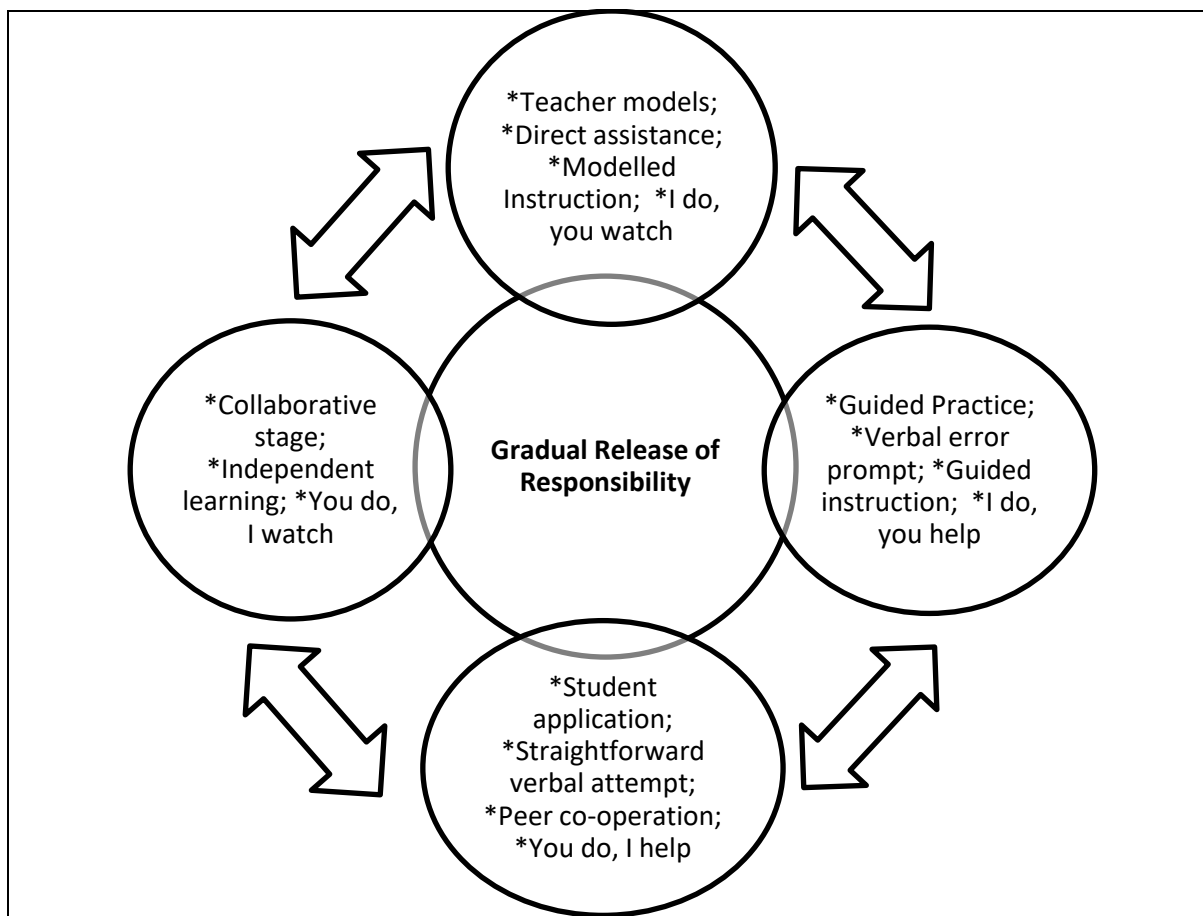 *Teacher models;
*Direct assistance;
*Modelled
Instruction;  *I do,
you watch
*Collaborative
stage;
*Independent
learning; *You do,
I watch
Gradual Release of
Responsibility
*Guided Practice;
*Verbal error
prompt; *Guided
instruction;  *I do,
you help
*Student
application;
*Straightforward
verbal attempt;
*Peer co-operation;
*You do, I help